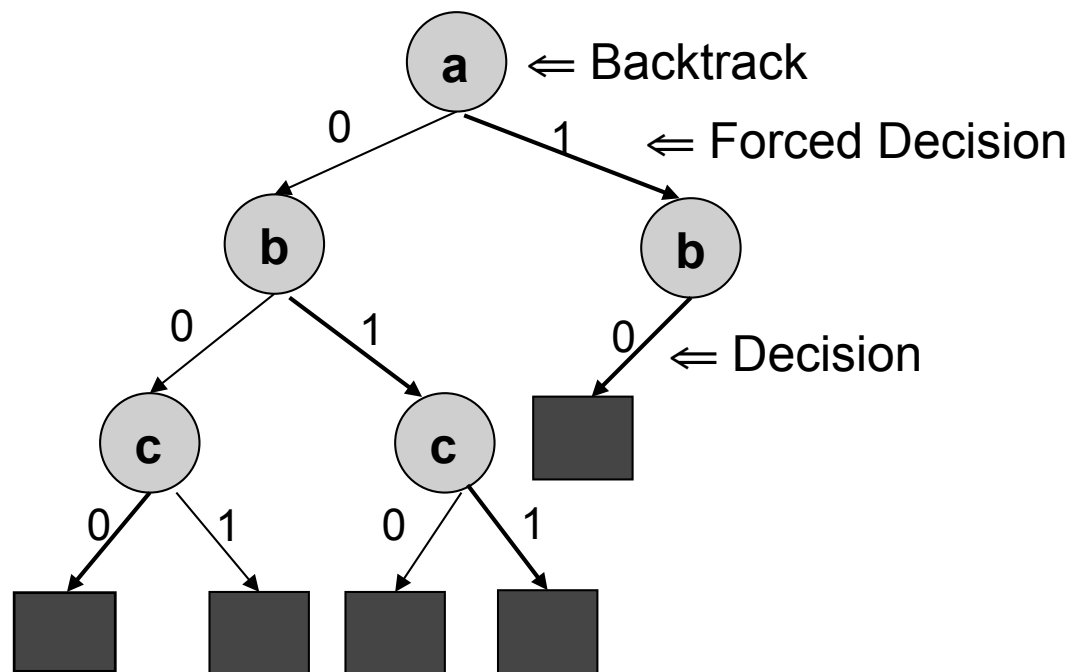 a ⇐ Backtrack
0 1 ⇐ Forced Decision
b b
0 1 0 ⇐ Decision
c c
0 1 0 1